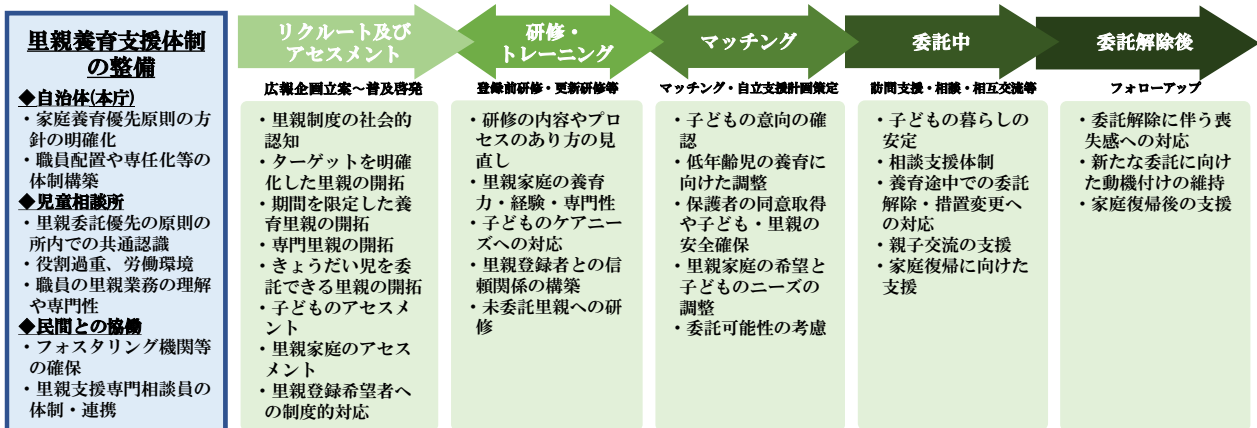 里親養育支援体制
の整備
◆自治体(本庁)
・家庭養育優先原則の方
針の明確化
・職員配置や専任化等の
体制構築
◆児童相談所
・里親委託優先の原則の
所内での共通認識
・役割過重、労働環境
・職員の里親業務の理解
や専門性
◆民間との協働
・フォスタリング機関等
の確保
・里親支援専門相談員の
体制・連携
リクルート及び
アセスメント
広報企画立案～普及啓発
・里親制度の社会的
認知
・ターゲットを明確
化した里親の開拓
・期間を限定した養
育里親の開拓
・専門里親の開拓
・きょうだい児を委
託できる里親の開拓
・子どものアセスメ
ント
・里親家庭のアセス
メント
・里親登録希望者へ
の制度的対応
研修・
トレーニング
登録前研修・更新研修等
・研修の内容やプロ
セスのあり方の見
直し
・里親家庭の養育
力・経験・専門性
・子どものケアニー
ズへの対応
・里親登録者との信
頼関係の構築
・未委託里親への研
修
マッチング
マッチング・自立支援計画策定
・子どもの意向の確
認
・低年齢児の養育に
向けた調整
・保護者の同意取得
や子ども・里親の
安全確保
・里親家庭の希望と
子どものニーズの
調整
・委託可能性の考慮
委託中
訪問支援・相談・相互交流等
・子どもの暮らしの
安定
・相談支援体制
・養育途中での委託
解除・措置変更へ
の対応
・親子交流の支援
・家庭復帰に向けた
支援
委託解除後
フォローアップ
・委託解除に伴う喪
失感への対応
・新たな委託に向け
た動機付けの維持
・家庭復帰後の支援